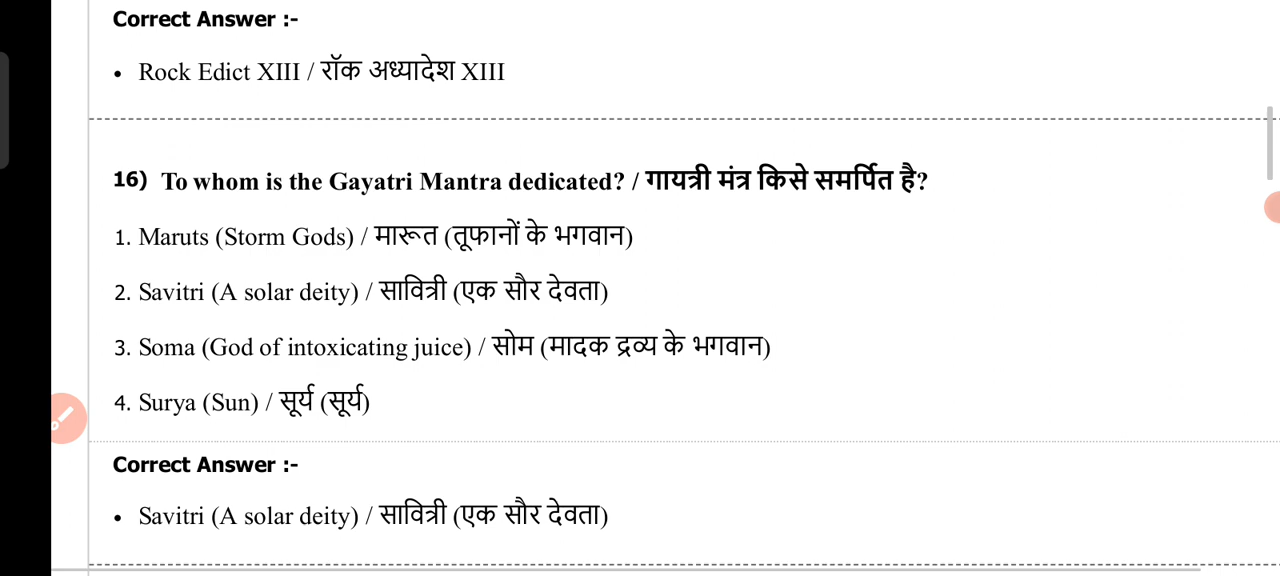 Correct Answer :-
• Rock Edict XIII / रॉक अध्यादेश XIII
16) To whom is the Gayatri Mantra dedicated? / गायत्री मंत्र किसे समर्पित है?
1. Maruts (Storm Gods) / मारूत (तूफानों के भगवान)
2. Savitri (A solar deity) / सावित्री (एक सौर देवता)
3. Soma (God of intoxicating juice) / सोम (मादक द्रव्य के भगवान)
4. Surya (Sun) / सूर्य (सूर्य)
Correct Answer :-
• Savitri (A solar deity) / सावित्री (एक सौर देवता)